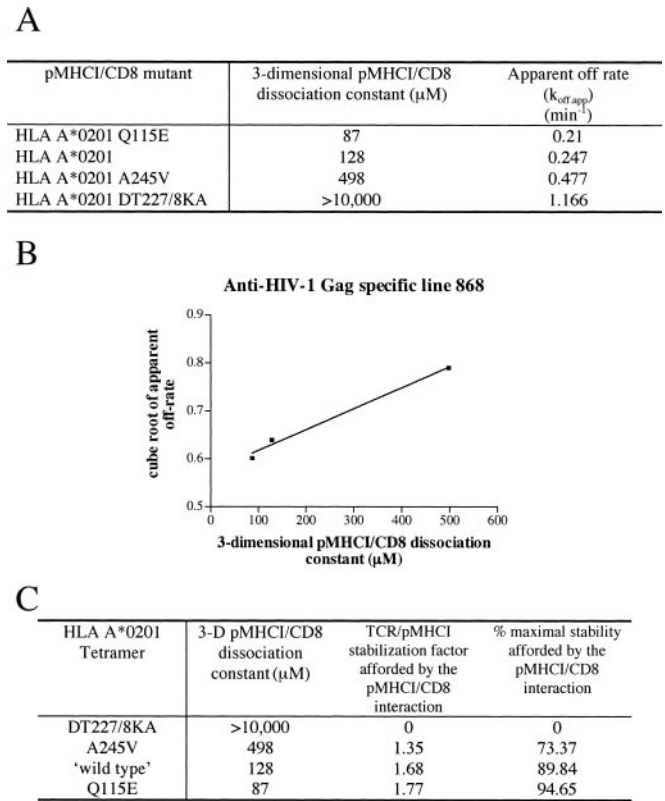 A
pMHCI/CD8 mutant 3-dimensional pMHCI/CD8 Apparent off rate
dissociation constant (μM) (k_off.app)
(min⁻¹)
HLA A*0201 Q115E 87 0.21
HLA A*0201 128 0.247
HLA A*0201 A245V 498 0.477
HLA A*0201 DT227/8KA >10,000 1.166
B
Anti-HIV-1 Gag specific line 868
cube root of apparent
off-rate
0.9
0.8
0.7
0.6
0.5
0 100 200 300 400 500 600
3-dimensional pMHCI/CD8 dissociation
constant (μM)
C
HLA A*0201 3-D pMHCI/CD8 TCR/pMHCI % maximal stability
Tetramer dissociation stabilization factor afforded by the
constant (μM) afforded by the pMHCI/CD8
pMHCI/CD8 interaction
interaction
DT227/8KA >10,000 0 0
A245V 498 1.35 73.37
‘wild type’ 128 1.68 89.84
Q115E 87 1.77 94.65